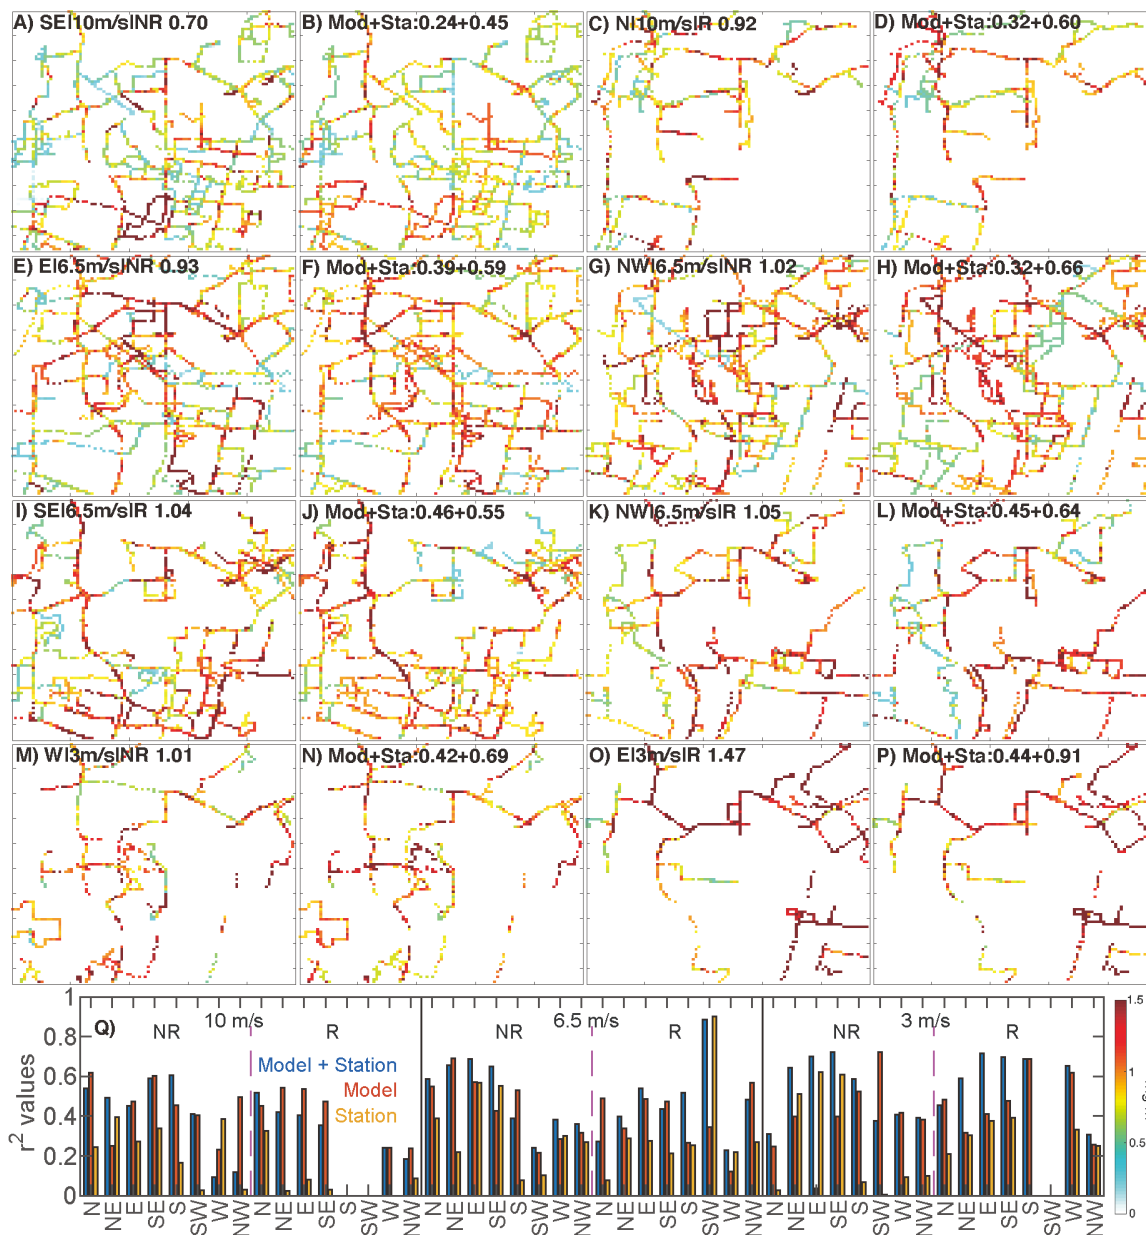 A) SE|10m/s|NR 0.70
B) Mod+Sta:0.24+0.45
C) N|10m/s|R 0.92
D) Mod+Sta:0.32+0.60
E) E|6.5m/s|NR 0.93
F) Mod+Sta:0.39+0.59
G) NW|6.5m/s|NR 1.02
H) Mod+Sta:0.32+0.66
I) SE|6.5m/s|R 1.04
J) Mod+Sta:0.46+0.55
K) NW|6.5m/s|R 1.05
L) Mod+Sta:0.45+0.64
M) W|3m/s|NR 1.01
N) Mod+Sta:0.42+0.69
O) E|3m/s|R 1.47
P) Mod+Sta:0.44+0.91
Q)
NR 10 m/s R
NR 6.5 m/s R
NR 3 m/s R
Model + Station
Model
Station
r² values
1
0.8
0.6
0.4
0.2
0
N NE E SE S SW W NW N NE E SE S SW W NW N NE E SE S SW W NW N NE E SE S SW W NW N NE E SE S SW W NW N NE E SE S SW W NW
1.5
1
0.5
0